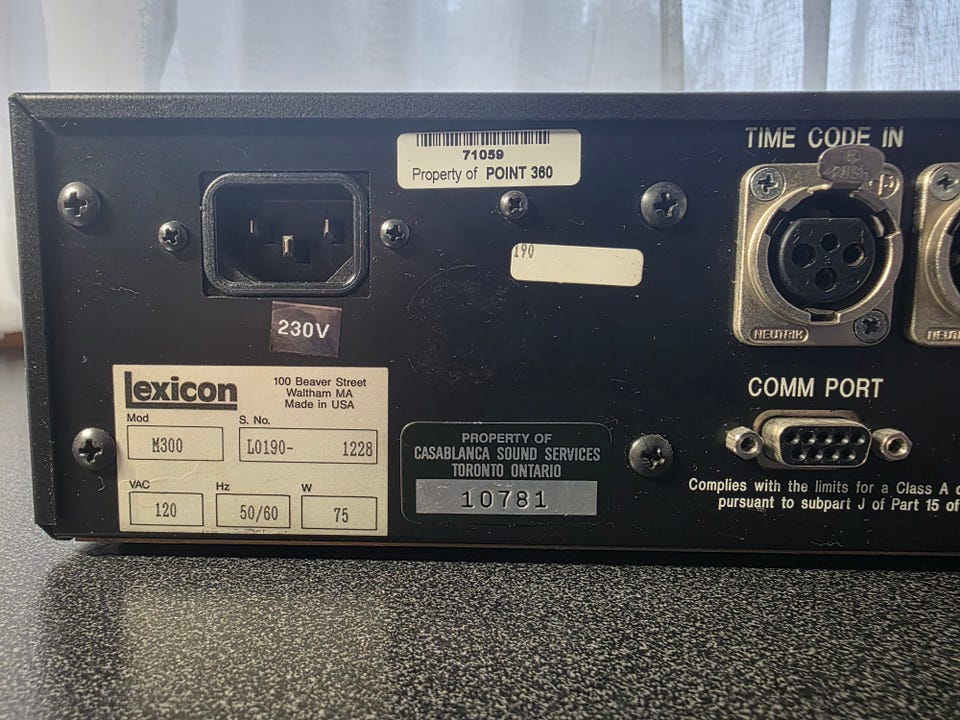 71059
Property of POINT 360
TIME CODE IN
PUSH
190
NEUTRIK
230V
Lexicon
100 Beaver Street
Waltham MA
Made in USA
Mod
S. No.
M300
L0190- 1228
VAC
Hz
W
120
50/60
75
PROPERTY OF
CASABLANCA SOUND SERVICES
TORONTO ONTARIO
10781
COMM PORT
Complies with the limits for a Class A
pursuant to subpart J of Part 15 of